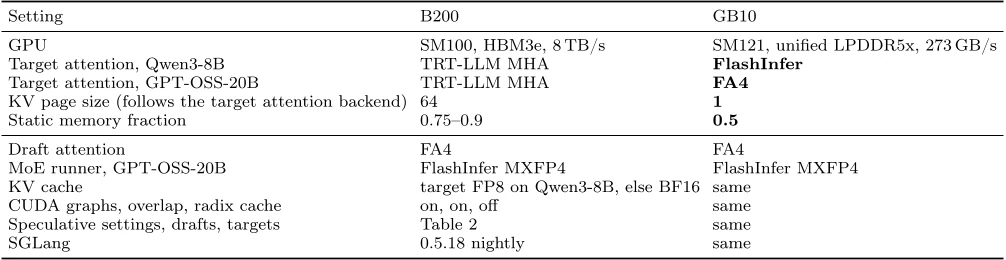 Setting B200 GB10
GPU SM100, HBM3e, 8 TB/s SM121, unified LPDDR5x, 273 GB/s
Target attention, Qwen3-8B TRT-LLM MHA FlashInfer
Target attention, GPT-OSS-20B TRT-LLM MHA FA4
KV page size (follows the target attention backend) 64 1
Static memory fraction 0.75–0.9 0.5
Draft attention FA4 FA4
MoE runner, GPT-OSS-20B FlashInfer MXFP4 FlashInfer MXFP4
KV cache target FP8 on Qwen3-8B, else BF16 same
CUDA graphs, overlap, radix cache on, on, off same
Speculative settings, drafts, targets Table 2 same
SGLang 0.5.18 nightly same